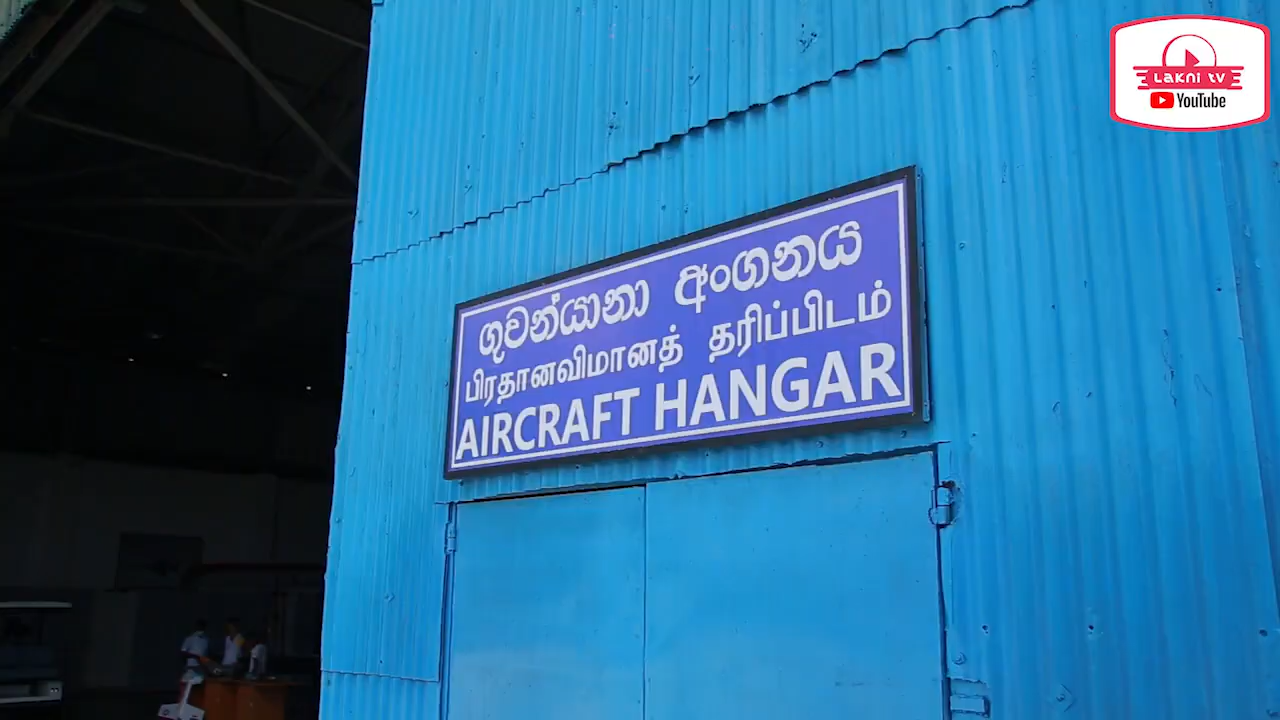 LAKNI TV
YouTube
ගුවන්යානා අංගනය
பிரதானவிமானத் தரிப்பிடம்
AIRCRAFT HANGAR